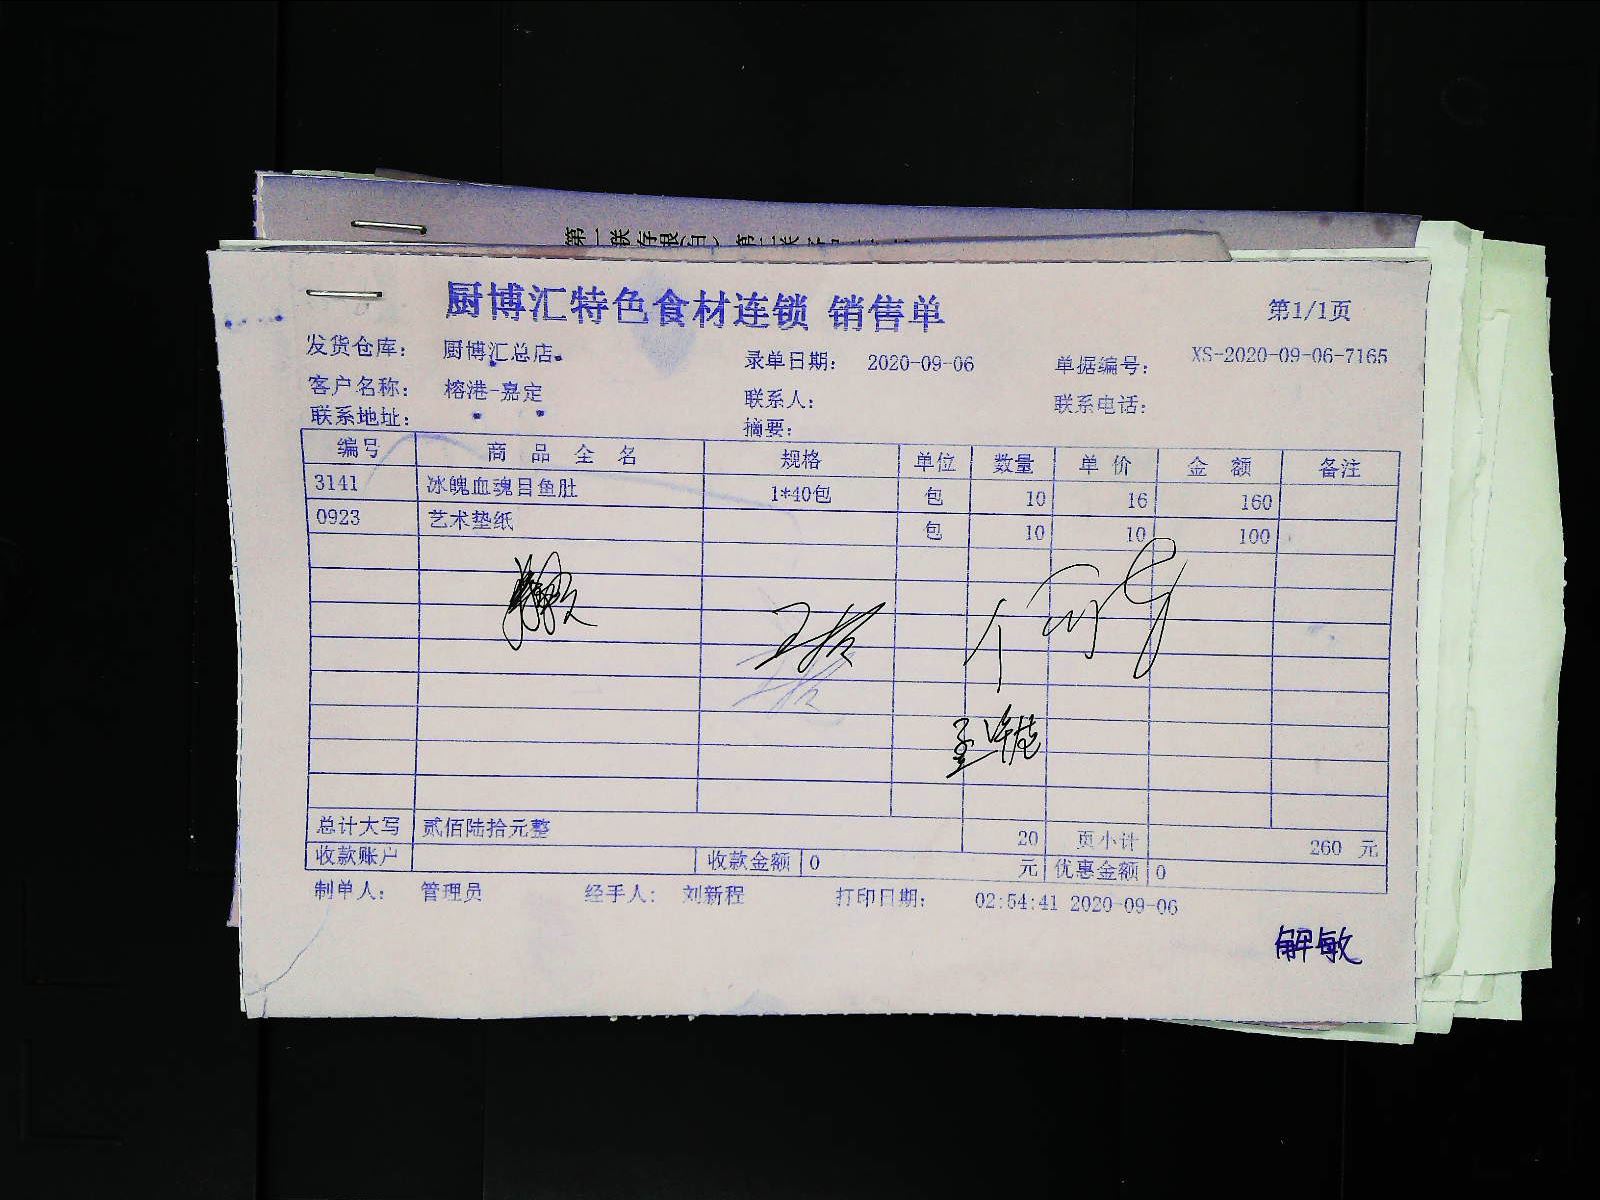 厨博汇特色食材连锁 销售单
第1/1页
发货仓库： 厨博汇总店 录单日期： 2020-09-06 单据编号： XS-2020-09-06-7165
客户名称： 榕港-嘉定 联系人： 联系电话：
联系地址： 摘要：
编号 商品全名 规格 单位 数量 单价 金额 备注
3141 冰魄血魂目鱼肚 1*40包 包 10 16 160
0923 艺术垫纸 包 10 10 100
总计大写 贰佰陆拾元整 20 页小计 260 元
收款账户 收款金额 0 元 优惠金额 0
制单人： 管理员 经手人： 刘新程 打印日期： 02:54:41 2020-09-06
解敏